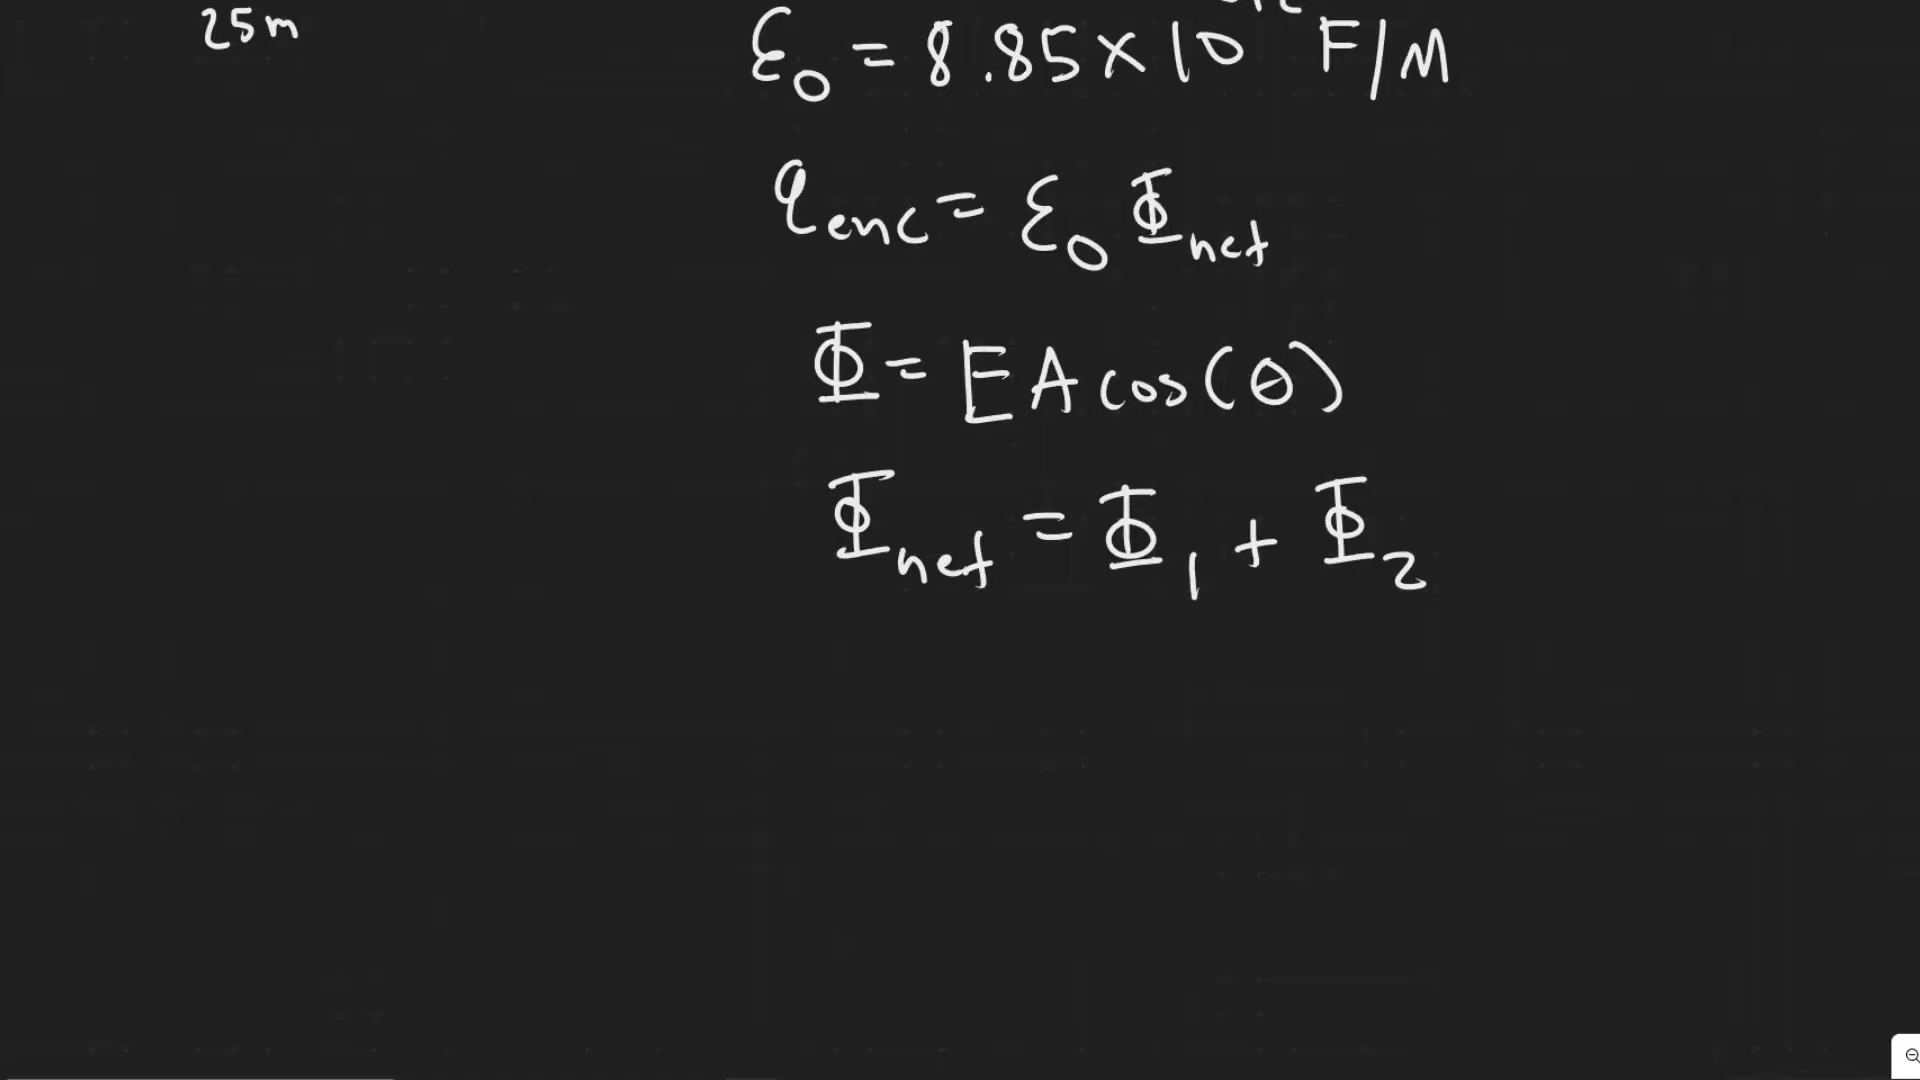 25m
ε₀ = 8.85×10 F/M
q_enc = ε₀ Φ_net
Φ = EA cos(θ)
Φ_net = Φ₁ + Φ₂